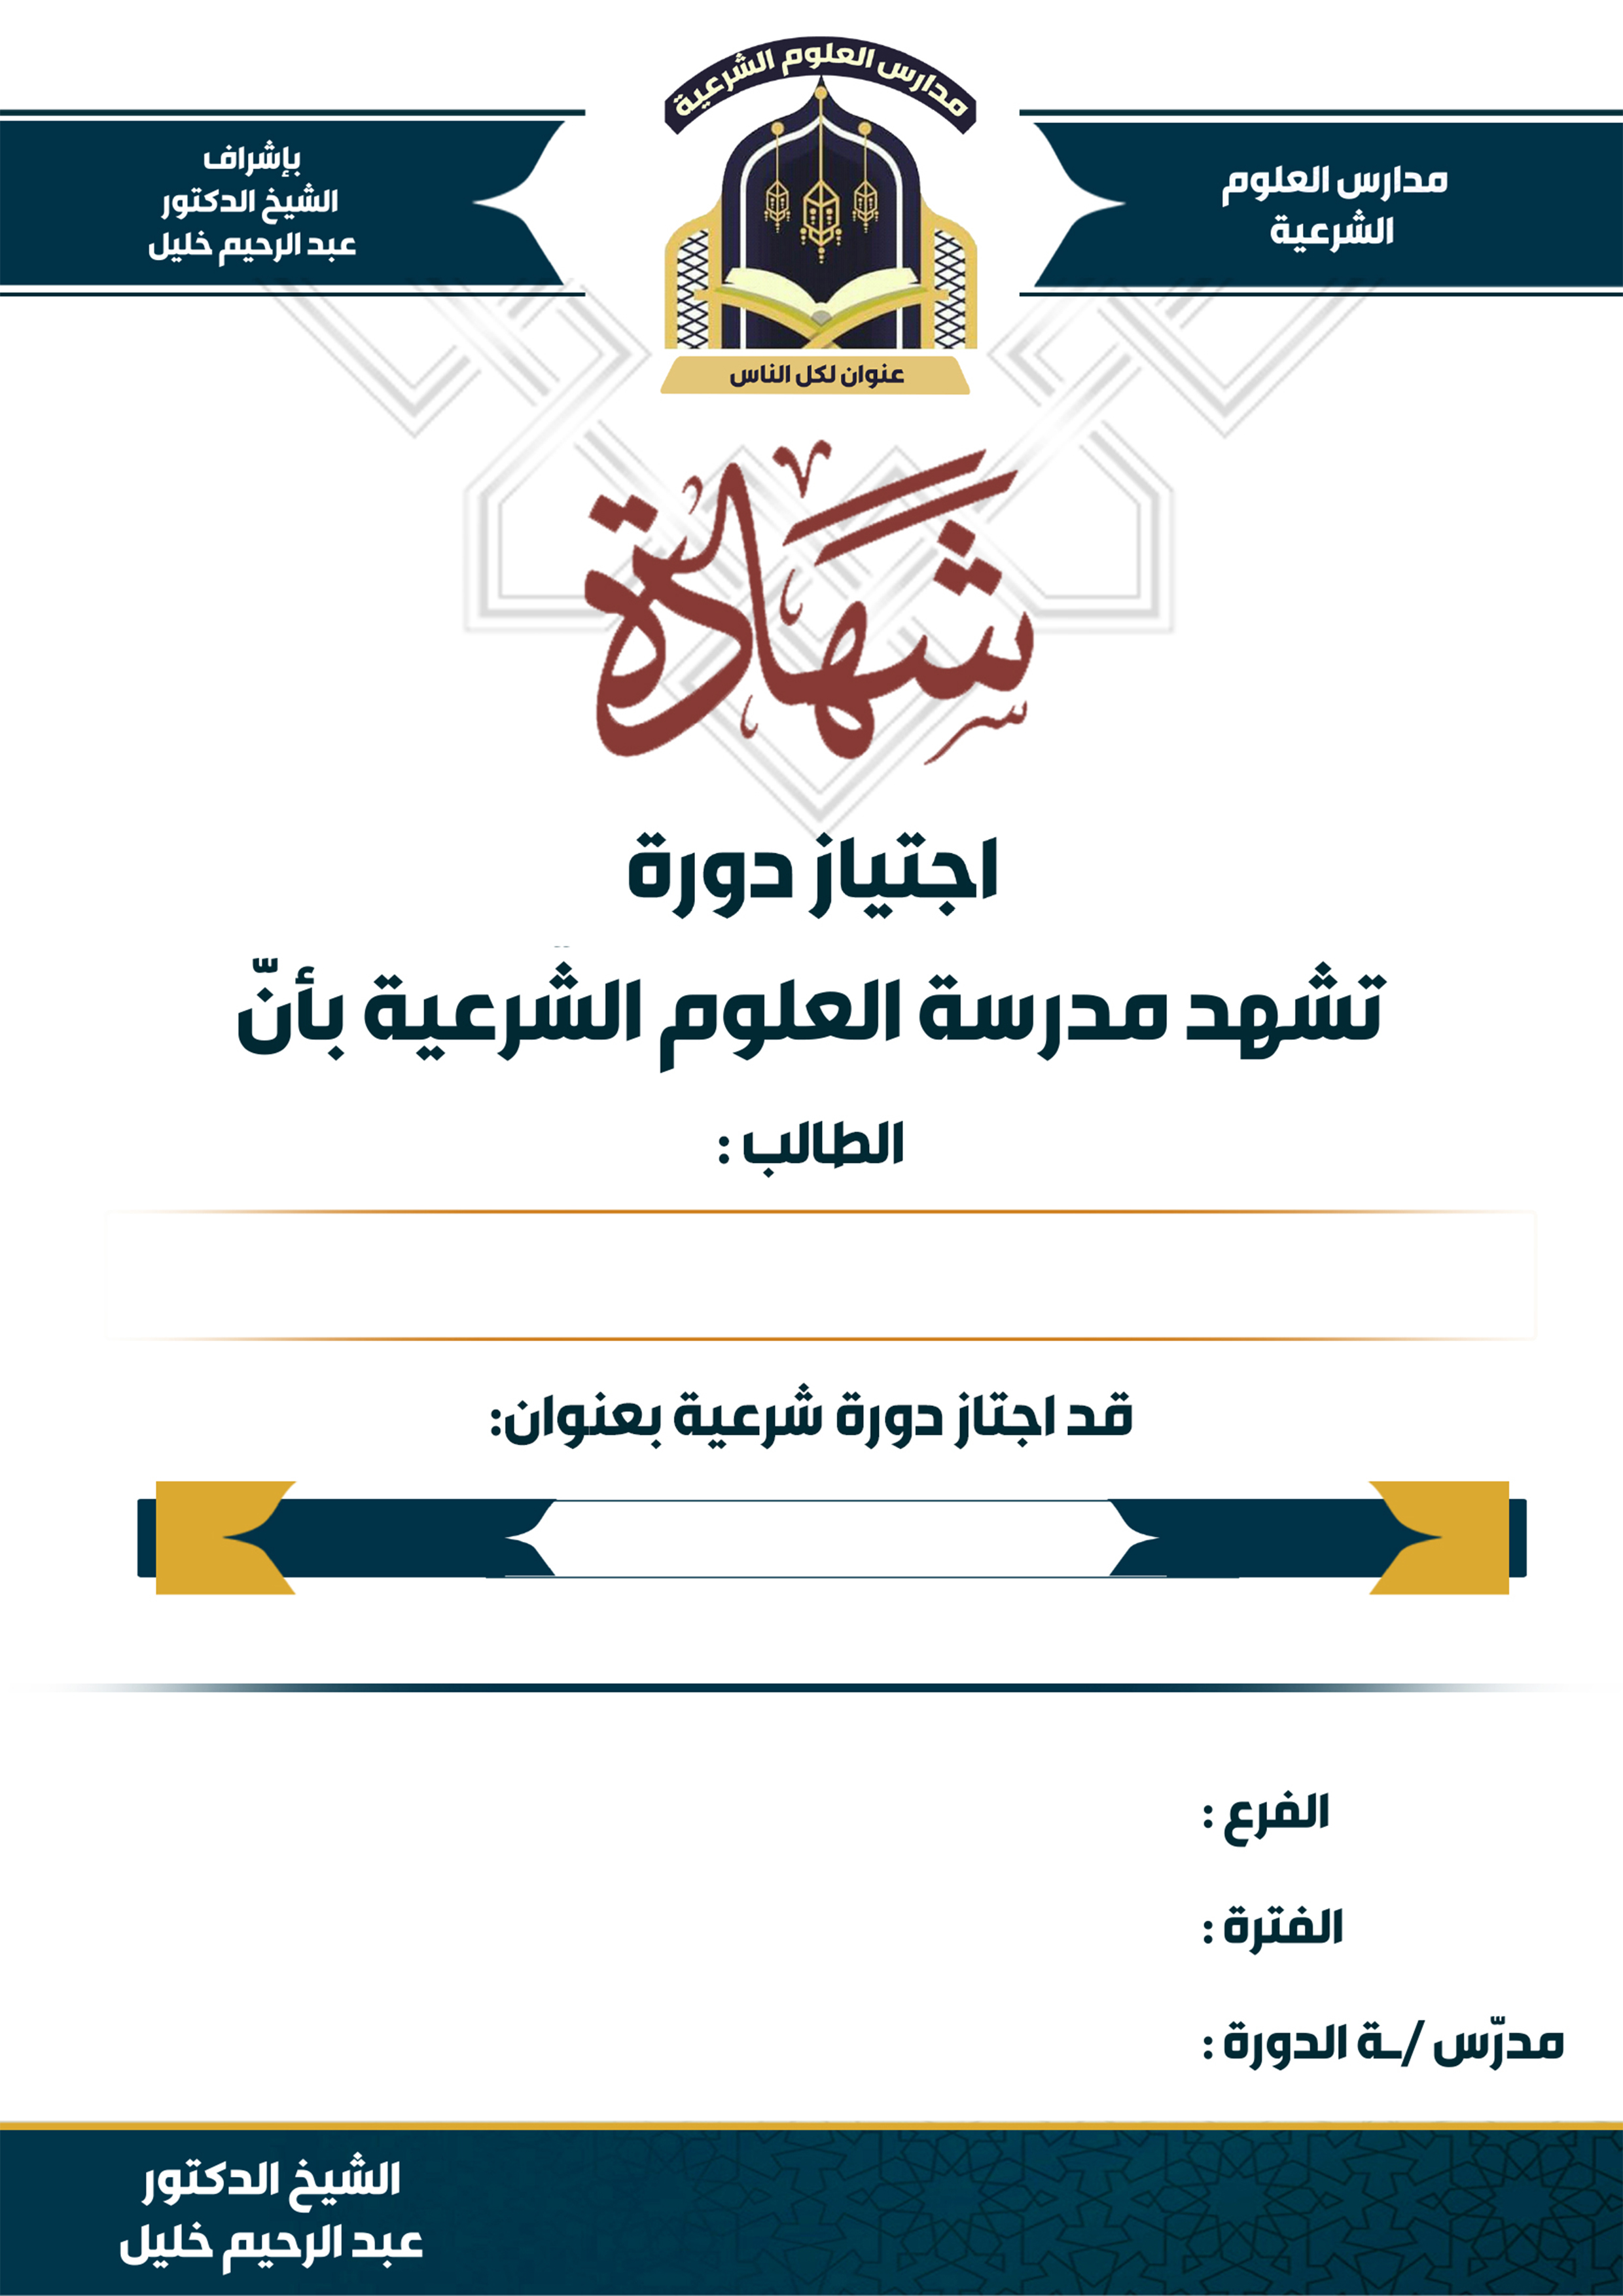 مدارس العلوم الشرعية
مدارس العلوم
الشرعية
بإشراف
الشيخ الدكتور
عبد الرحيم خليل
عنوان لكل الناس
شهادة
اجتياز دورة
تشهد مدرسة العلوم الشرعية بأنّ
الطالب :
قد اجتاز دورة شرعية بعنوان:
الفرع :
الفترة :
مدرّس /ـة الدورة :
الشيخ الدكتور
عبد الرحيم خليل